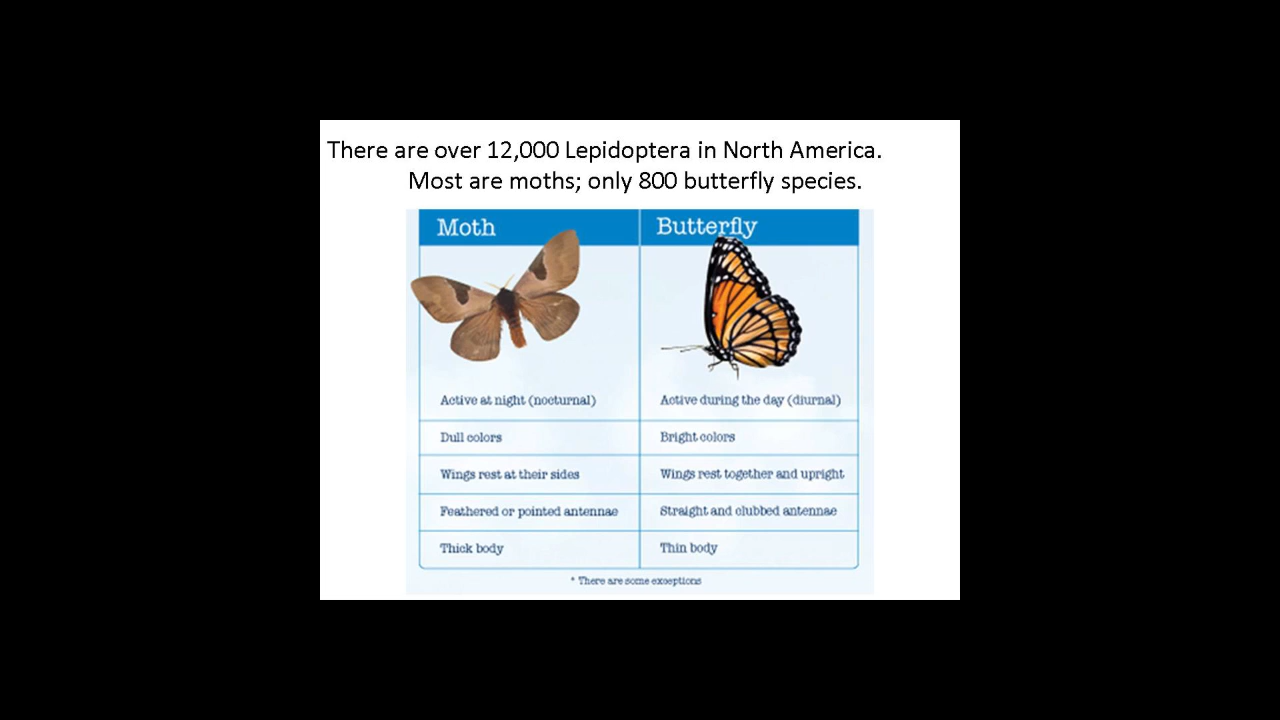 There are over 12,000 Lepidoptera in North America.
Most are moths; only 800 butterfly species.
Moth
Butterfly
Active at night (nocturnal)
Active during the day (diurnal)
Dull colors
Bright colors
Wings rest at their sides
Wings rest together and upright
Feathered or pointed antennae
Straight and clubbed antennae
Thick body
Thin body
* There are some exceptions